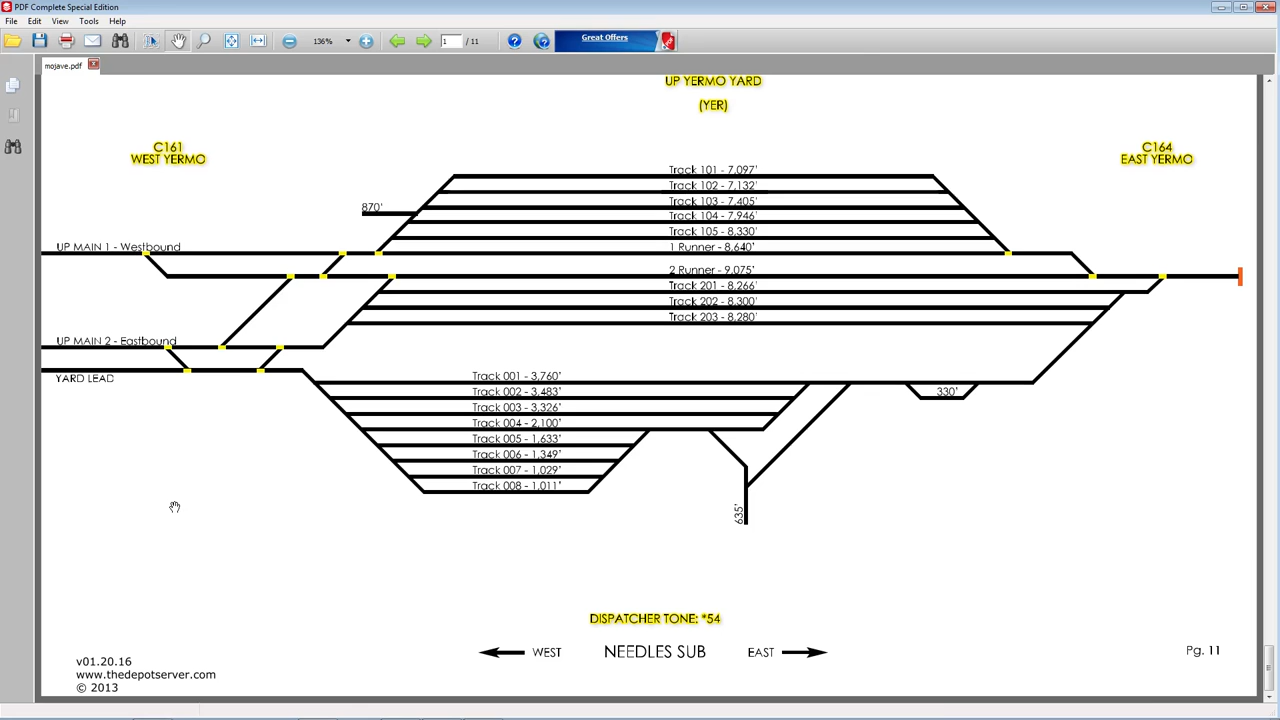 PDF Complete Special Edition
File Edit View Tools Help
136% 1 / 11 Great Offers
mojave.pdf
UP YERMO YARD
(YER)
C161
WEST YERMO
C164
EAST YERMO
Track 101 - 7,097'
Track 102 - 7,132'
870'
Track 103 - 7,405'
Track 104 - 7,946'
Track 105 - 8,330'
UP MAIN 1 - Westbound
1 Runner - 8,640'
2 Runner - 9,075'
Track 201 - 8,266'
Track 202 - 8,300'
Track 203 - 8,280'
UP MAIN 2 - Eastbound
YARD LEAD
Track 001 - 3,760'
Track 002 - 3,483'
330'
Track 003 - 3,326'
Track 004 - 2,100'
Track 005 - 1,633'
Track 006 - 1,349'
Track 007 - 1,029'
Track 008 - 1,011'
635'
DISPATCHER TONE: *54
WEST NEEDLES SUB EAST
Pg. 11
v01.20.16
www.thedepotserver.com
© 2013